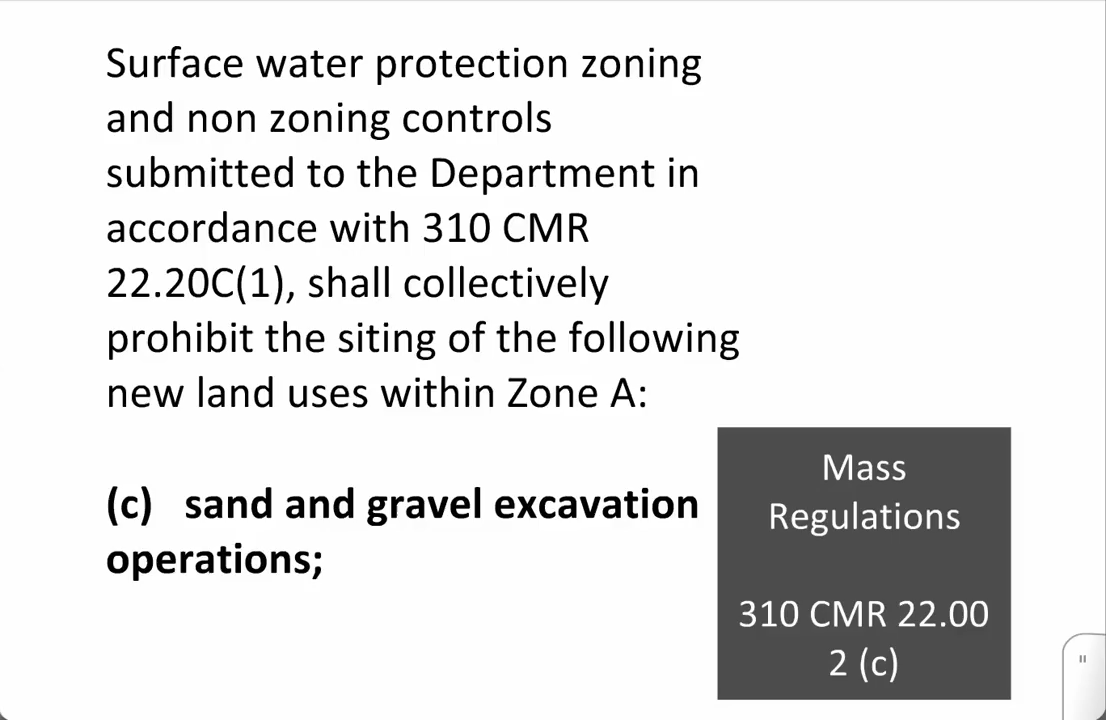 Surface water protection zoning
and non zoning controls
submitted to the Department in
accordance with 310 CMR
22.20C(1), shall collectively
prohibit the siting of the following
new land uses within Zone A:
(c) sand and gravel excavation
operations;
Mass
Regulations
310 CMR 22.00
2 (c)